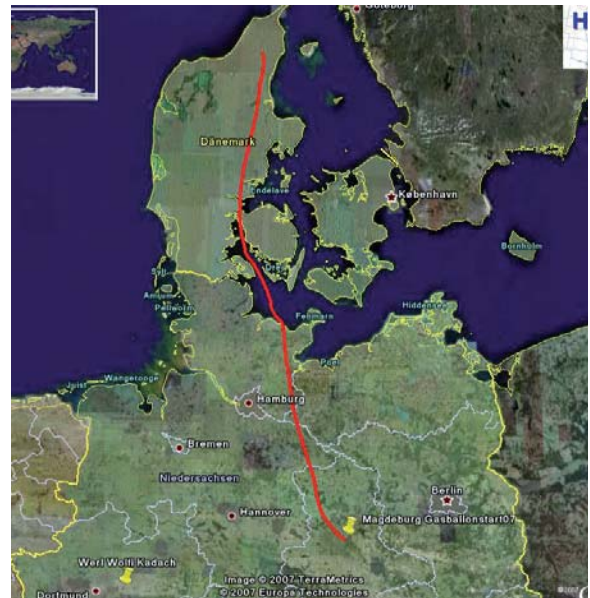 Göteborg
H
Dänemark
Endelave
København
Bornholm
Sylt
Amrum
Pellworm
Fehmarn
Hiddensee
Poel
Juist
Wangerooge
Hamburg
Bremen
Niedersachsen
Berlin
Hannover
Magdeburg Gasballonstart07
Werl Wolfi Kadach
Dortmund
Image © 2007 TerraMetrics
© 2007 Europa Technologies
©2007